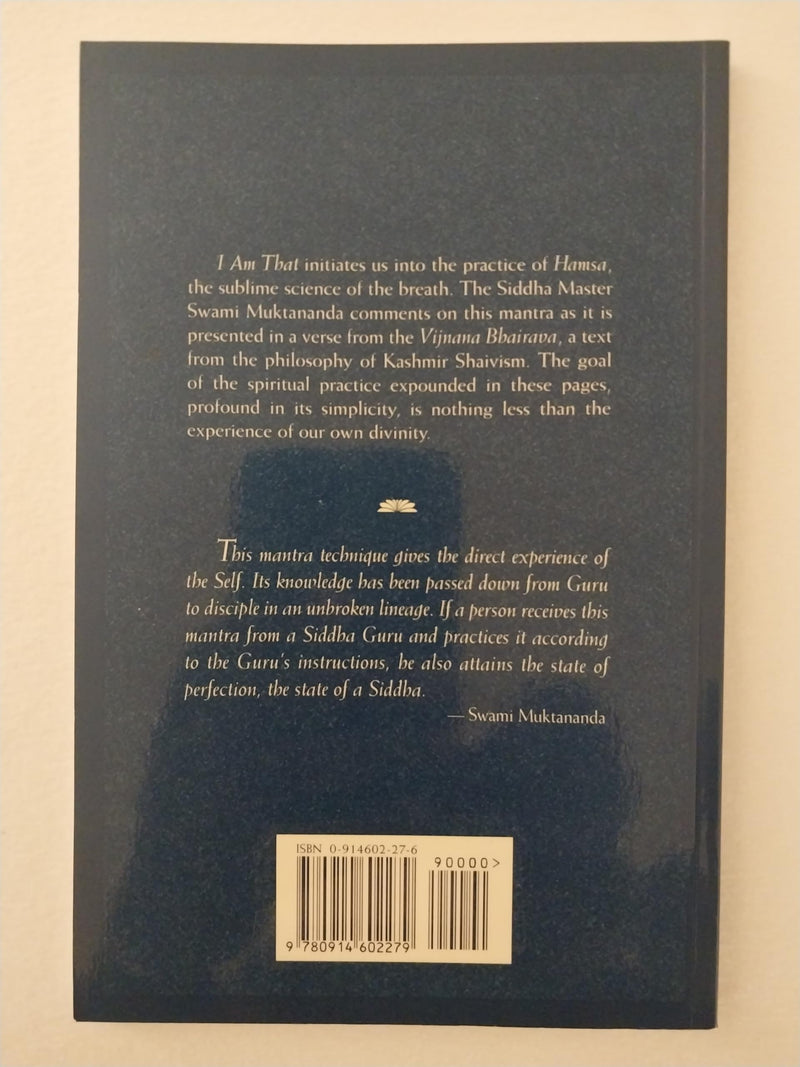 I Am That initiates us into the practice of Hamsa,
the sublime science of the breath. The Siddha Master
Swami Muktananda comments on this mantra as it is
presented in a verse from the Vijnana Bhairava, a text
from the philosophy of Kashmir Shaivism. The goal
of the spiritual practice expounded in these pages,
profound in its simplicity, is nothing less than the
experience of our own divinity.
This mantra technique gives the direct experience of
the Self. Its knowledge has been passed down from Guru
to disciple in an unbroken lineage. If a person receives this
mantra from a Siddha Guru and practices it according
to the Guru's instructions, he also attains the state of
perfection, the state of a Siddha.
— Swami Muktananda
ISBN 0-914602-27-6
90000>
9 780914 602279